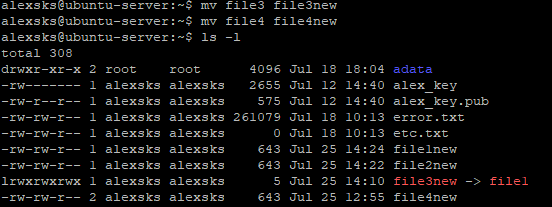 alexsks@ubuntu-server:~$ mv file3 file3new
alexsks@ubuntu-server:~$ mv file4 file4new
alexsks@ubuntu-server:~$ ls -l
total 308
drwxr-xr-x 2 root    root      4096 Jul 18 18:04 adata
-rw------- 1 alexsks alexsks   2655 Jul 12 14:40 alex_key
-rw-r--r-- 1 alexsks alexsks    575 Jul 12 14:40 alex_key.pub
-rw-rw-r-- 1 alexsks alexsks 261079 Jul 18 10:13 error.txt
-rw-rw-r-- 1 alexsks alexsks      0 Jul 18 10:13 etc.txt
-rw-rw-r-- 1 alexsks alexsks    643 Jul 25 14:24 file1new
-rw-rw-r-- 1 alexsks alexsks    643 Jul 25 14:22 file2new
lrwxrwxrwx 1 alexsks alexsks      5 Jul 25 14:10 file3new -> file1
-rw-rw-r-- 2 alexsks alexsks    643 Jul 25 12:55 file4new